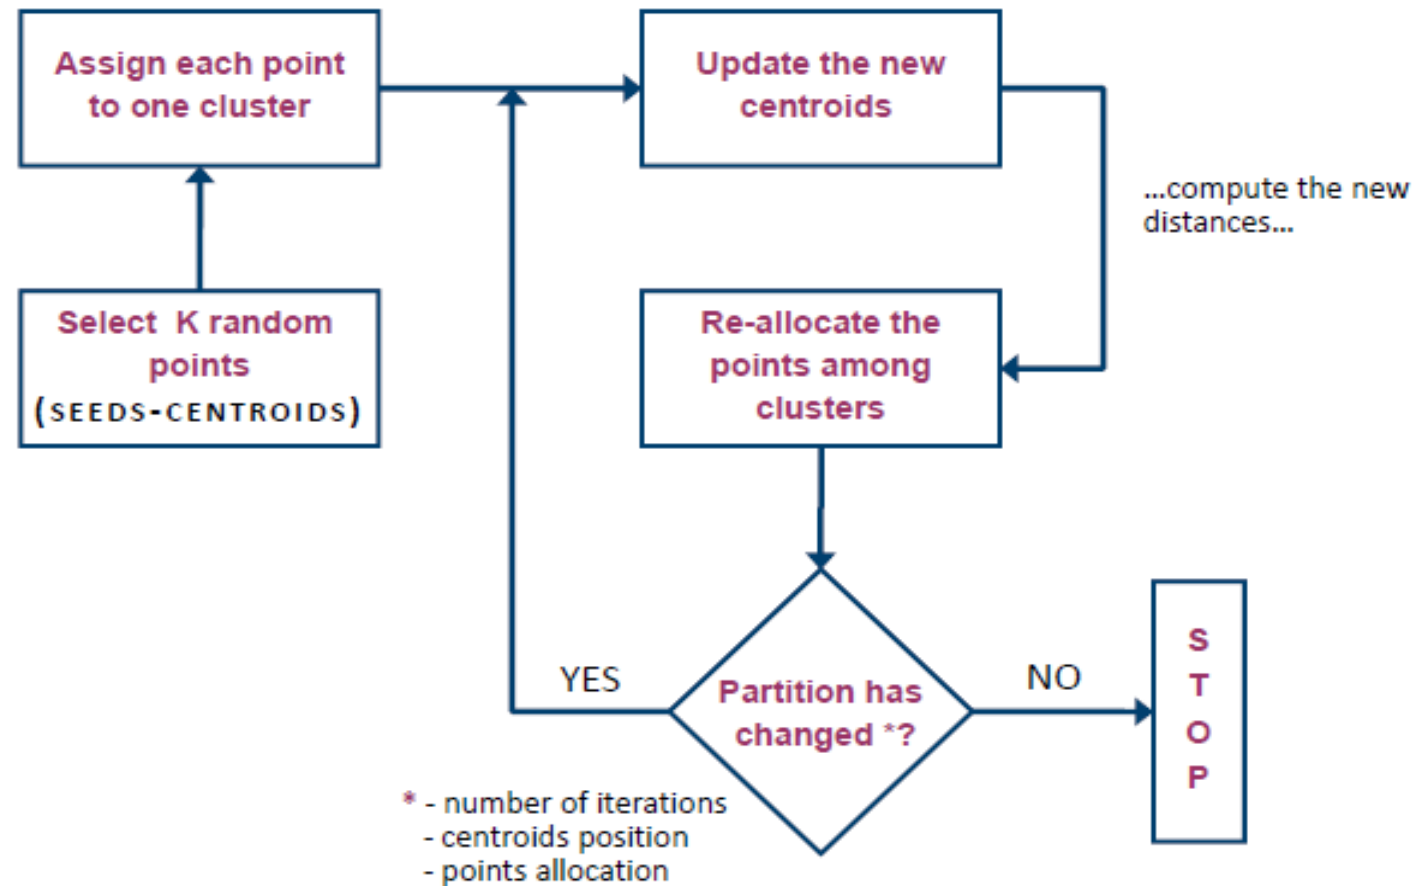 Assign each point
to one cluster
Update the new
centroids
...compute the new
distances...
Select K random
points
(SEEDS-CENTROIDS)
Re-allocate the
points among
clusters
YES
NO
Partition has
changed *?
S
T
O
P
* - number of iterations
- centroids position
- points allocation